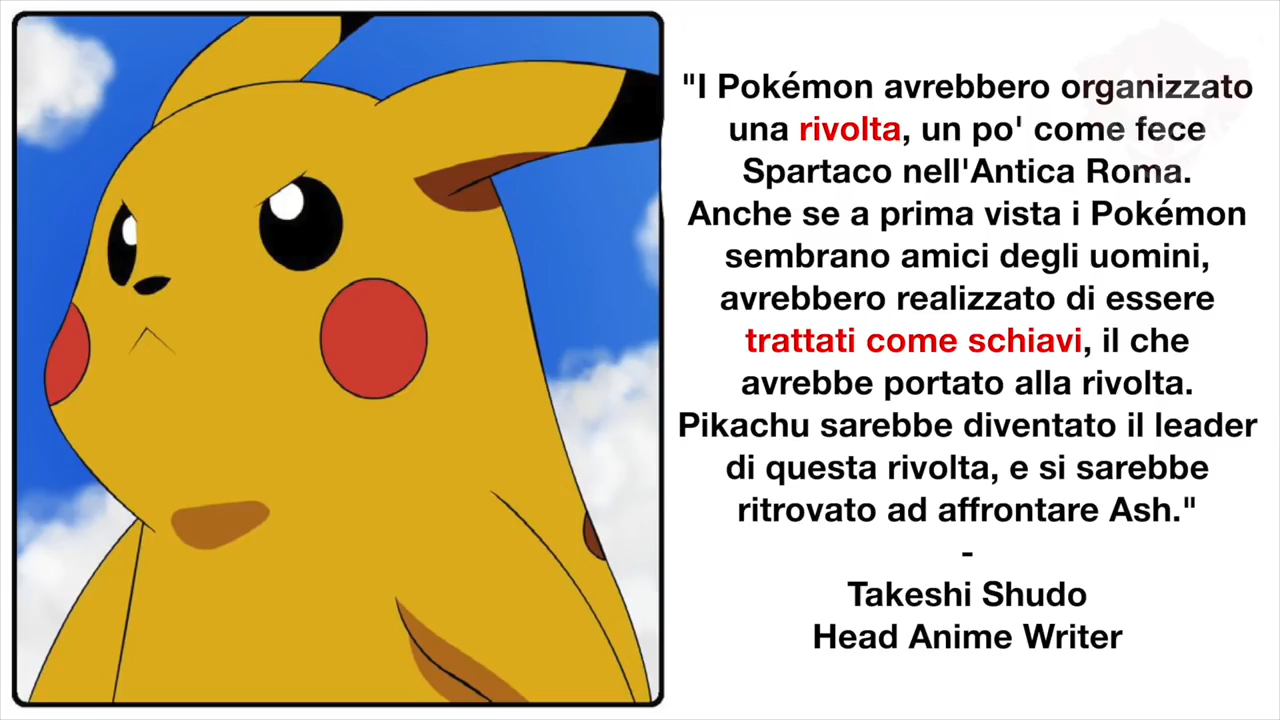 "I Pokémon avrebbero organizzato
una rivolta, un po' come fece
Spartaco nell'Antica Roma.
Anche se a prima vista i Pokémon
sembrano amici degli uomini,
avrebbero realizzato di essere
trattati come schiavi, il che
avrebbe portato alla rivolta.
Pikachu sarebbe diventato il leader
di questa rivolta, e si sarebbe
ritrovato ad affrontare Ash."
-
Takeshi Shudo
Head Anime Writer